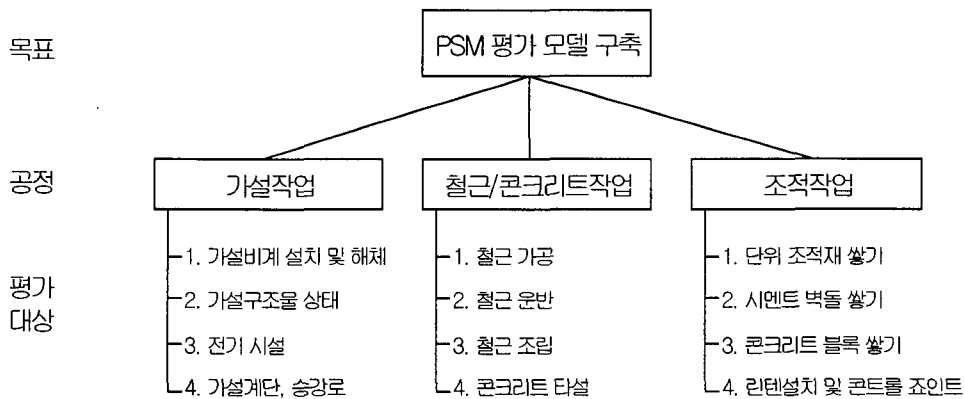 목표
PSM 평가 모델 구축
공정
가설작업
철근/콘크리트작업
조적작업
평가
대상
1. 가설비계 설치 및 해체
2. 가설구조물 상태
3. 전기 시설
4. 가설계단, 승강로
1. 철근 가공
2. 철근 운반
3. 철근 조립
4. 콘크리트 타설
1. 단위 조적재 쌓기
2. 시멘트 벽돌 쌓기
3. 콘크리트 블록 쌓기
4. 린텐설치 및 콘트롤 죠인트